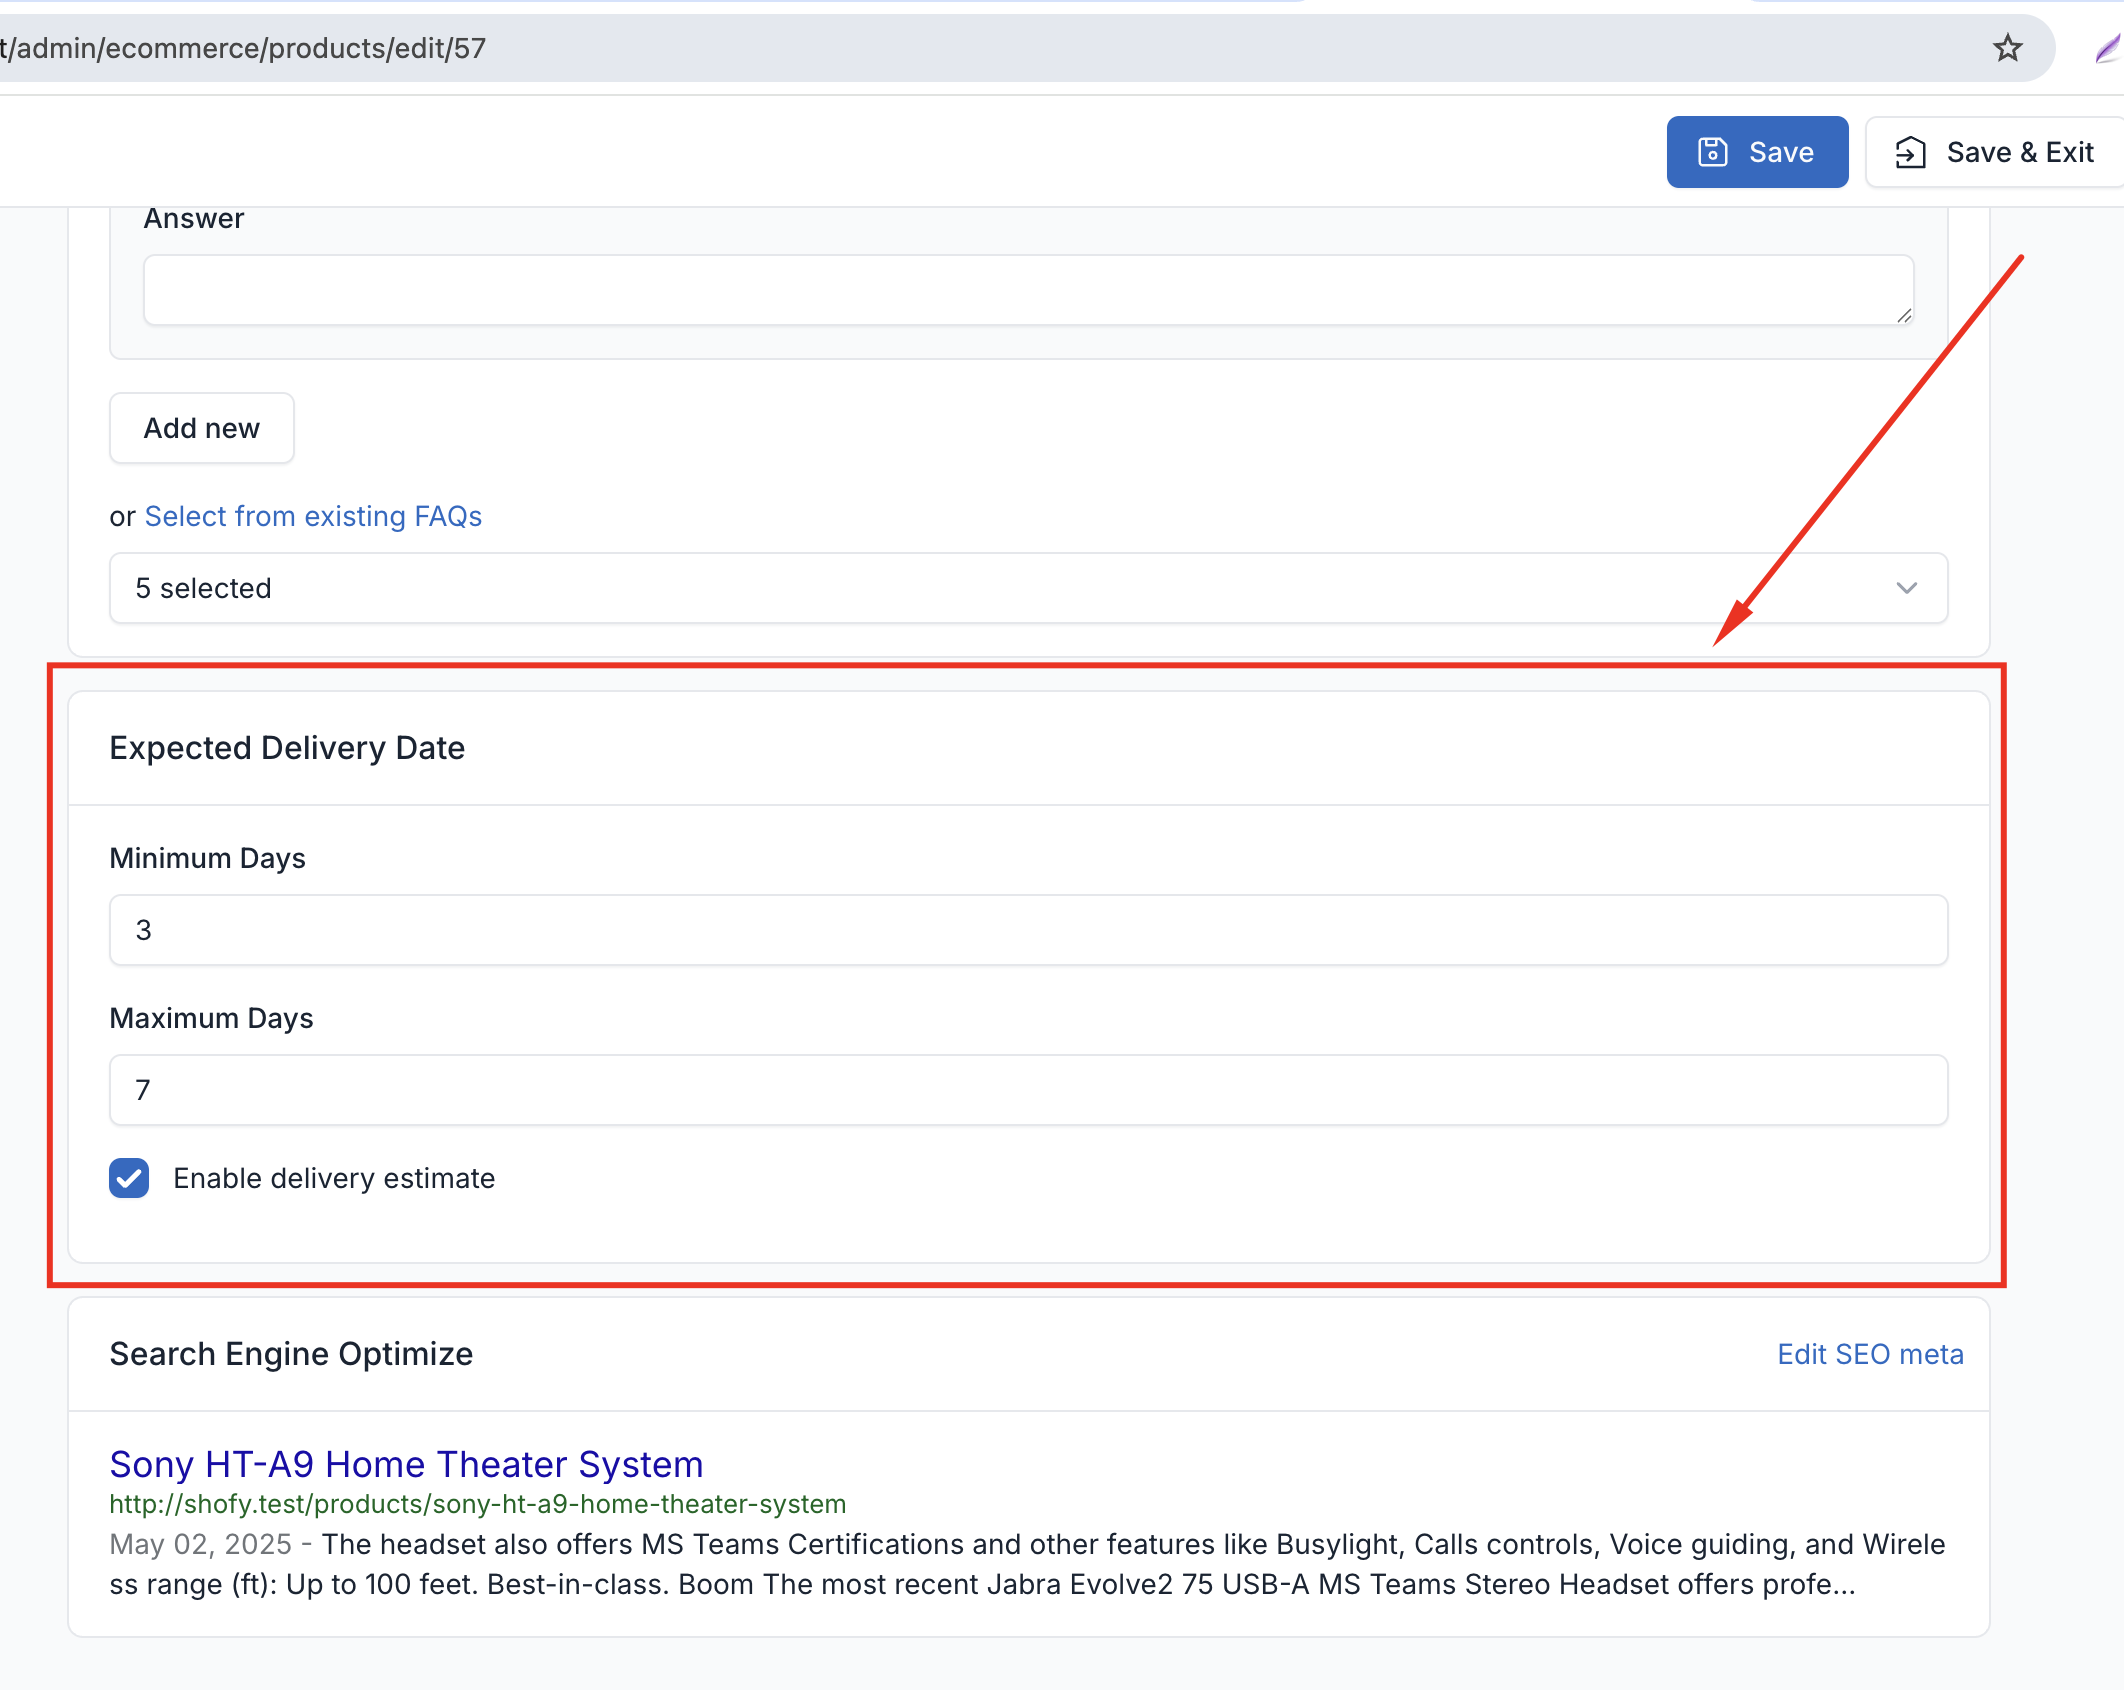 t/admin/ecommerce/products/edit/57
Save
Save & Exit
Answer
Add new
or Select from existing FAQs
5 selected
Expected Delivery Date
Minimum Days
3
Maximum Days
7
Enable delivery estimate
Search Engine Optimize
Edit SEO meta
Sony HT-A9 Home Theater System
http://shofy.test/products/sony-ht-a9-home-theater-system
May 02, 2025 - The headset also offers MS Teams Certifications and other features like Busylight, Calls controls, Voice guiding, and Wirele
ss range (ft): Up to 100 feet. Best-in-class. Boom The most recent Jabra Evolve2 75 USB-A MS Teams Stereo Headset offers profe...